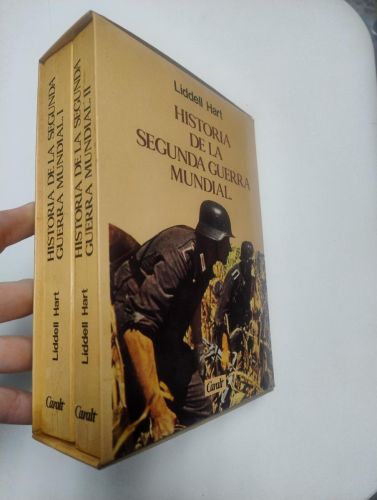 Liddell Hart
HISTORIA
DE LA
SEGUNDA GUERRA
MUNDIAL
Caralt
Liddell Hart
HISTORIA DE LA SEGUNDA
GUERRA MUNDIAL. I
Caralt
Liddell Hart
HISTORIA DE LA SEGUNDA
GUERRA MUNDIAL. II
Caralt